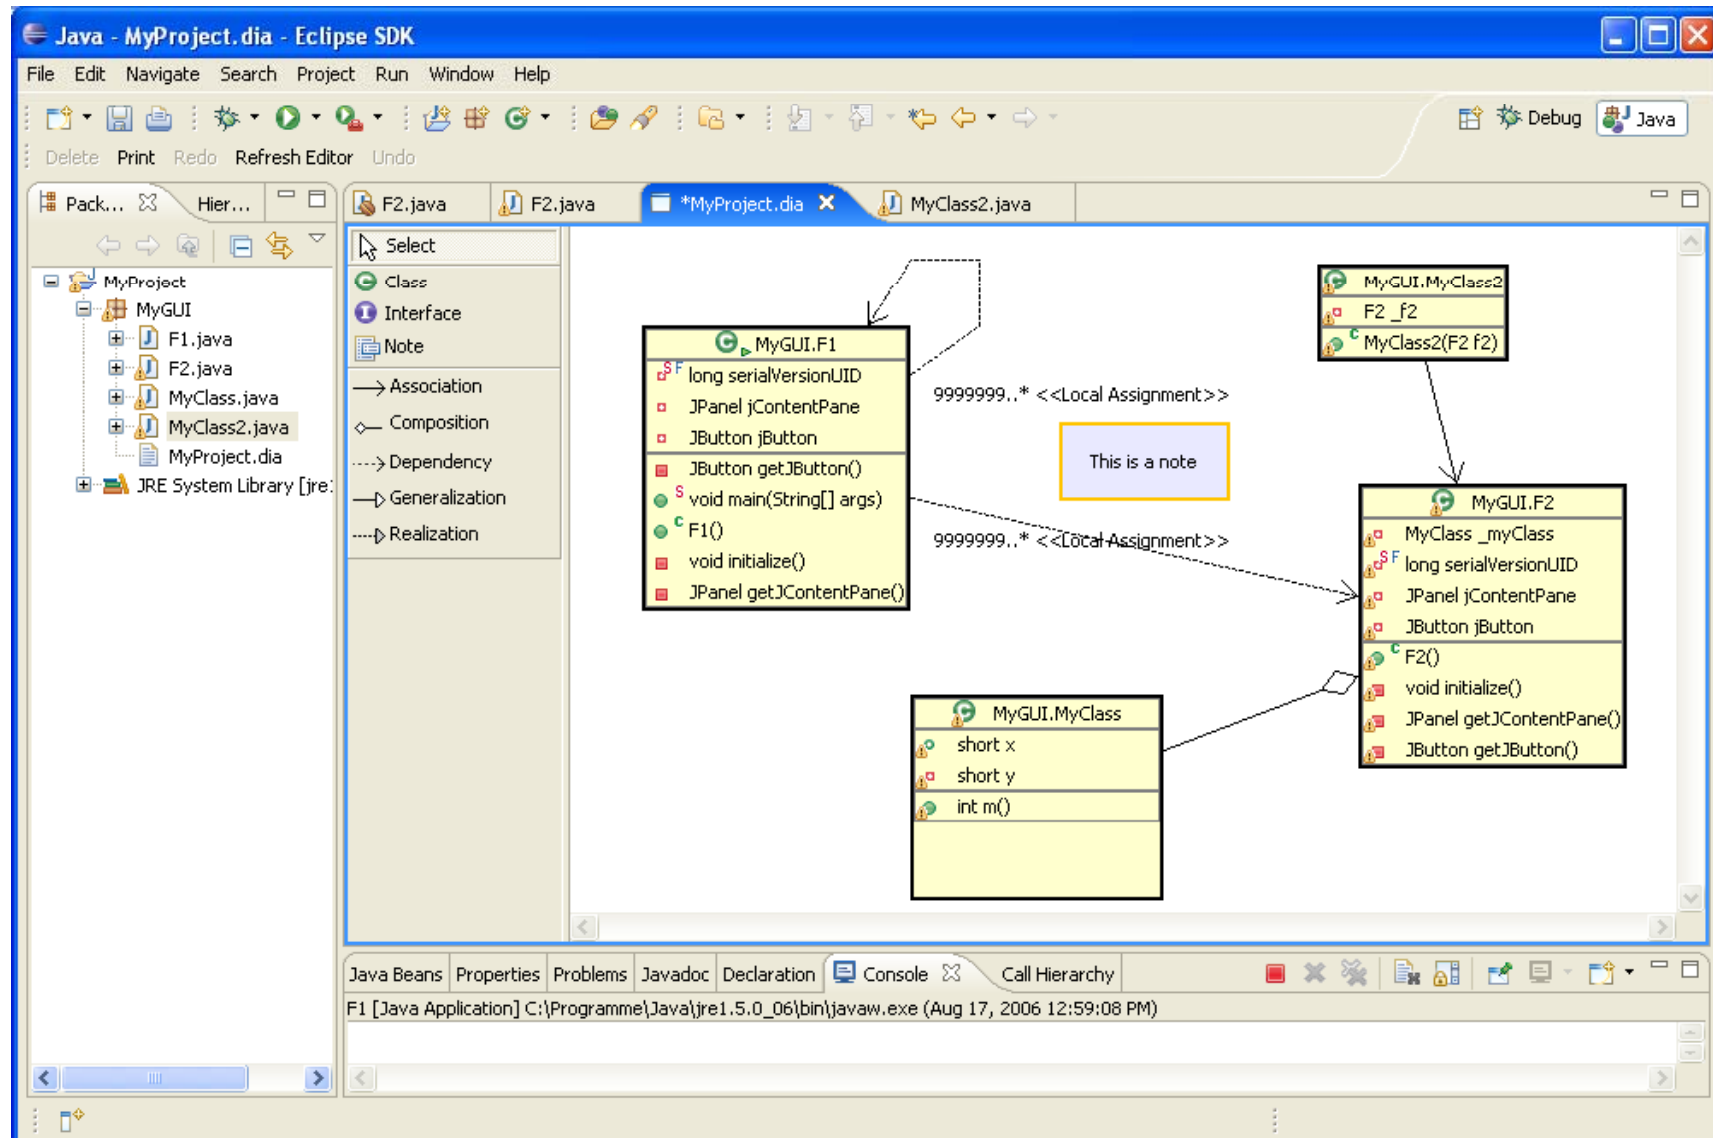 Java - MyProject.dia - Eclipse SDK
File Edit Navigate Search Project Run Window Help
Debug Java
Delete Print Redo Refresh Editor Undo
Pack... Hier...
F2.java F2.java *MyProject.dia MyClass2.java
MyProject
MyGUI
F1.java
F2.java
MyClass.java
MyClass2.java
MyProject.dia
JRE System Library [jre:
Select
Class
Interface
Note
Association
Composition
Dependency
Generalization
Realization
MyGUI.F1
S F long serialVersionUID
JPanel jContentPane
JButton jButton
JButton getJButton()
S void main(String[] args)
C F1()
void initialize()
JPanel getJContentPane()
9999999..* <<Local Assignment>>
This is a note
9999999..* <<Local Assignment>>
MyGUI.MyClass2
F2 _f2
C MyClass2(F2 f2)
MyGUI.F2
MyClass _myClass
S F long serialVersionUID
JPanel jContentPane
JButton jButton
C F2()
void initialize()
JPanel getJContentPane()
JButton getJButton()
MyGUI.MyClass
short x
short y
int m()
Java Beans Properties Problems Javadoc Declaration Console Call Hierarchy
F1 [Java Application] C:\Programme\Java\jre1.5.0_06\bin\javaw.exe (Aug 17, 2006 12:59:08 PM)